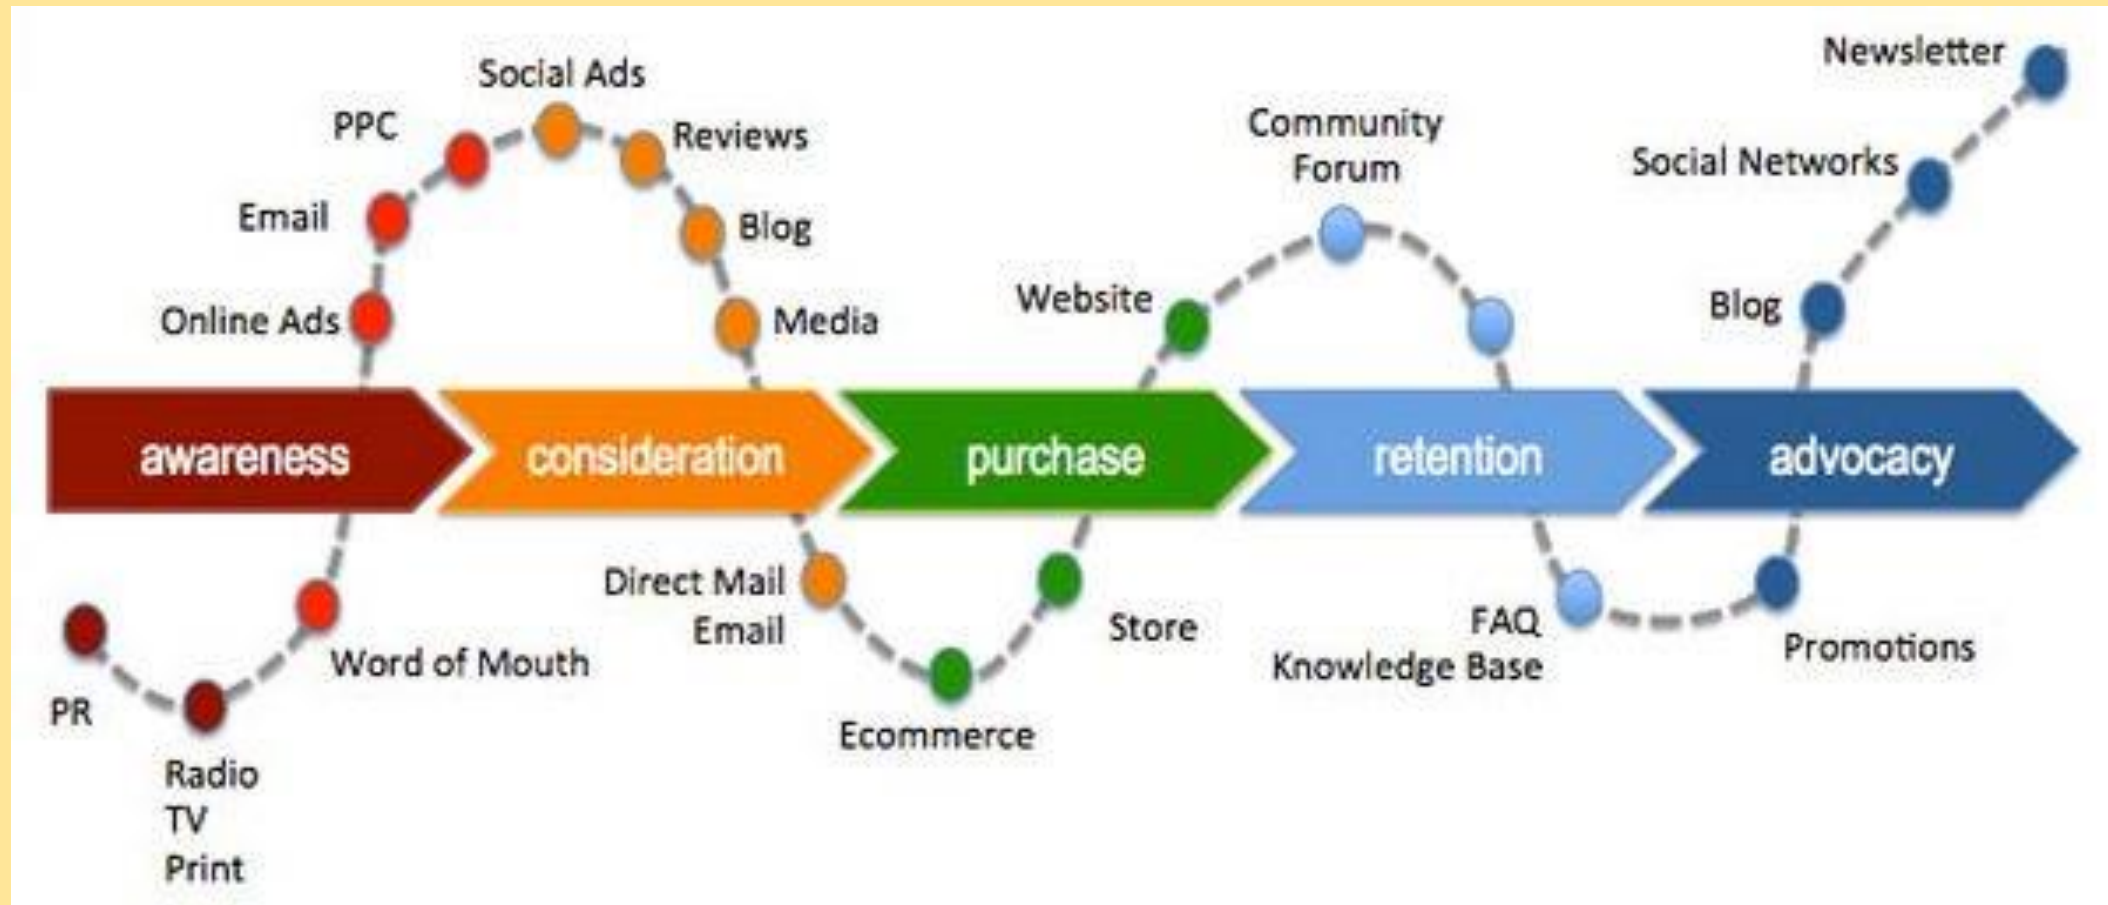 Social Ads
PPC
Reviews
Email
Blog
Online Ads
Media
Website
Community
Forum
Newsletter
Social Networks
Blog
awareness
consideration
purchase
retention
advocacy
PR
Radio
TV
Print
Word of Mouth
Direct Mail
Email
Ecommerce
Store
FAQ
Knowledge Base
Promotions